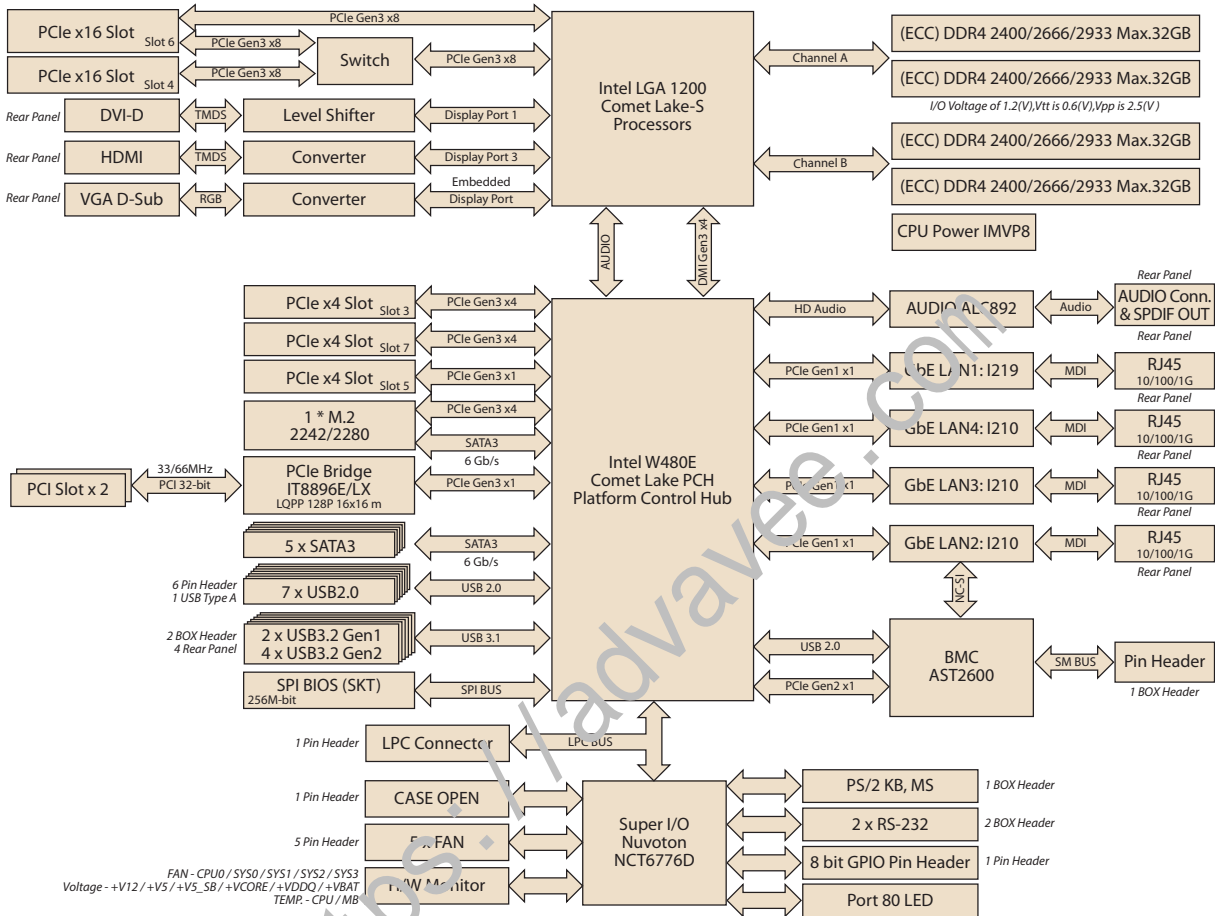 PCIe x16 Slot Slot 6
PCIe Gen3 x8
PCIe Gen3 x8
PCIe x16 Slot Slot 4
PCIe Gen3 x8
Switch
PCIe Gen3 x8
Rear Panel
DVI-D
TMDS
Level Shifter
Display Port 1
Rear Panel
HDMI
TMDS
Converter
Display Port 3
Rear Panel
VGA D-Sub
RGB
Converter
Embedded
Display Port
Intel LGA 1200
Comet Lake-S
Processors
Channel A
(ECC) DDR4 2400/2666/2933 Max.32GB
(ECC) DDR4 2400/2666/2933 Max.32GB
I/O Voltage of 1.2(V),Vtt is 0.6(V),Vpp is 2.5(V )
Channel B
(ECC) DDR4 2400/2666/2933 Max.32GB
(ECC) DDR4 2400/2666/2933 Max.32GB
CPU Power IMVP8
AUDIO
DMI Gen3 x4
PCIe x4 Slot Slot 3
PCIe Gen3 x4
PCIe x4 Slot Slot 7
PCIe Gen3 x4
PCIe x4 Slot Slot 5
PCIe Gen3 x1
1 * M.2
2242/2280
PCIe Gen3 x4
SATA3
6 Gb/s
PCI Slot x 2
33/66MHz
PCI 32-bit
PCIe Bridge
IT8896E/LX
LQPP 128P 16x16 m
PCIe Gen3 x1
5 x SATA3
SATA3
6 Gb/s
6 Pin Header
1 USB Type A
7 x USB2.0
USB 2.0
2 BOX Header
4 Rear Panel
2 x USB3.2 Gen1
4 x USB3.2 Gen2
USB 3.1
SPI BIOS (SKT)
256M-bit
SPI BUS
Intel W480E
Comet Lake PCH
Platform Control Hub
HD Audio
AUDIO ALC892
Audio
Rear Panel
AUDIO Conn.
& SPDIF OUT
Rear Panel
PCIe Gen1 x1
GbE LAN1: I219
MDI
RJ45
10/100/1G
Rear Panel
PCIe Gen1 x1
GbE LAN4: I210
MDI
RJ45
10/100/1G
Rear Panel
PCIe Gen1 x1
GbE LAN3: I210
MDI
RJ45
10/100/1G
Rear Panel
PCIe Gen1 x1
GbE LAN2: I210
MDI
RJ45
10/100/1G
Rear Panel
NC-SI
USB 2.0
PCIe Gen2 x1
BMC
AST2600
SM BUS
Pin Header
1 BOX Header
1 Pin Header
LPC Connector
LPC BUS
1 Pin Header
CASE OPEN
5 Pin Header
5 x FAN
FAN - CPU0 / SYS0 / SYS1 / SYS2 / SYS3
Voltage - +V12 / +V5 / +V5_SB / +VCORE / +VDDQ / +VBAT
TEMP. - CPU / MB
H/W Monitor
Super I/O
Nuvoton
NCT6776D
PS/2 KB, MS
1 BOX Header
2 x RS-232
2 BOX Header
8 bit GPIO Pin Header
1 Pin Header
Port 80 LED
https://advavee.com